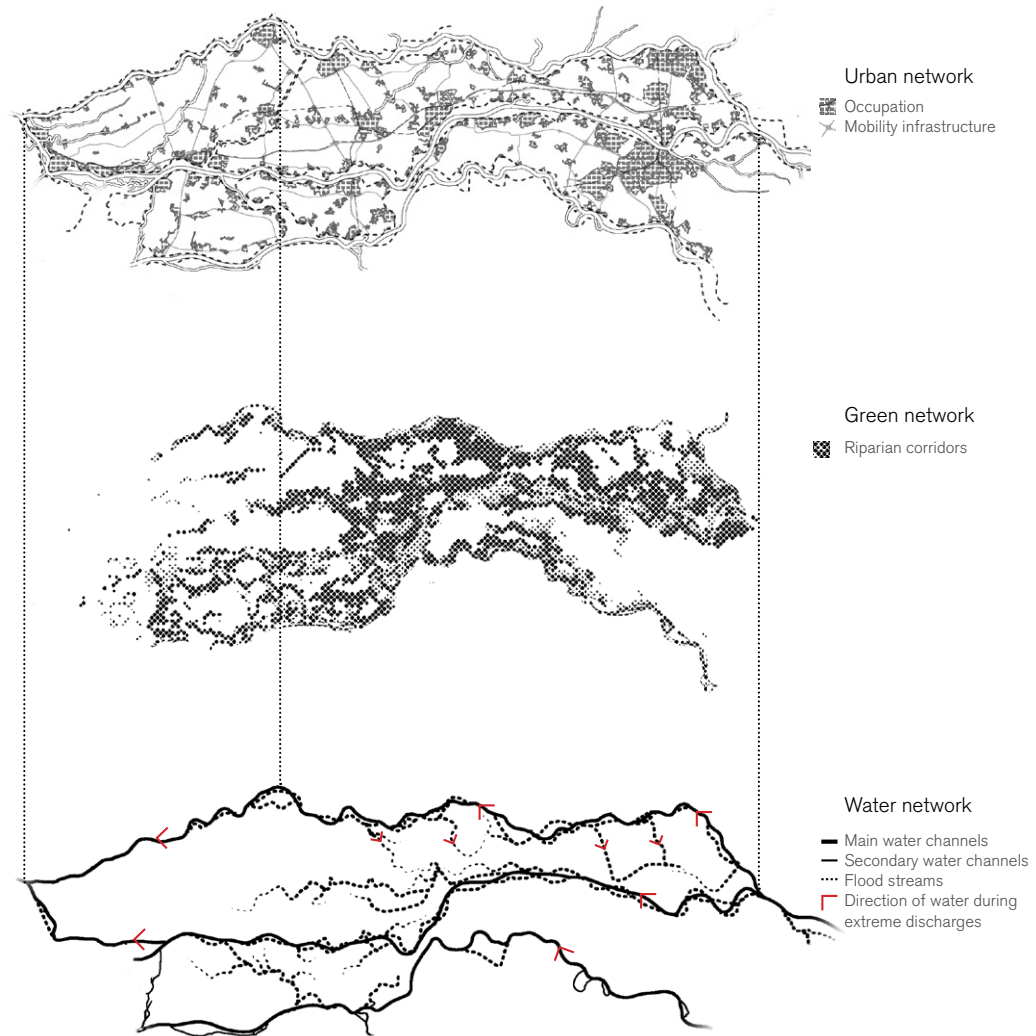 Urban network
Occupation
Mobility infrastructure
Green network
Riparian corridors
Water network
Main water channels
Secondary water channels
Flood streams
Direction of water during
extreme discharges